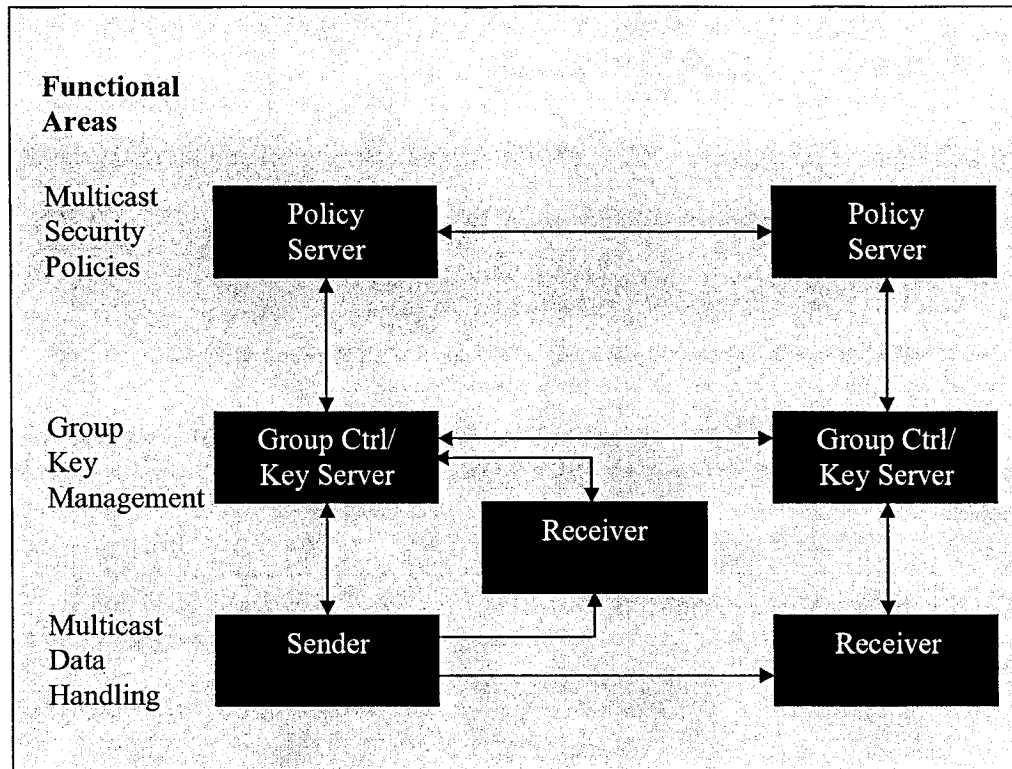 Functional
Areas
Multicast
Security
Policies
Policy
Server
Policy
Server
Group
Key
Management
Group Ctrl/
Key Server
Group Ctrl/
Key Server
Receiver
Multicast
Data
Handling
Sender
Receiver